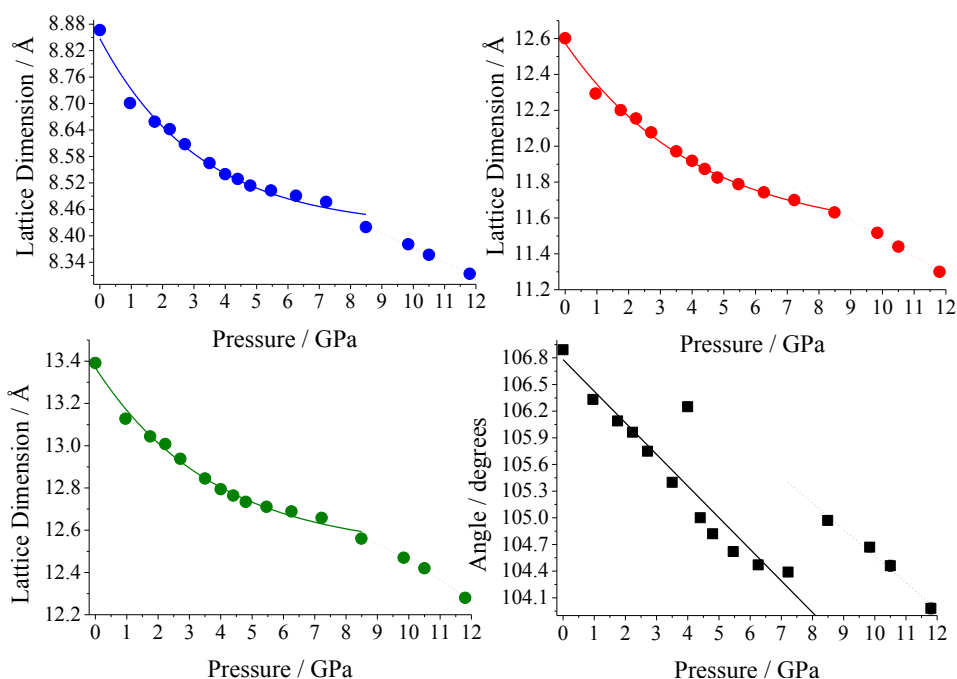 Lattice Dimension / Å
8.88
8.82
8.76
8.70
8.64
8.58
8.52
8.46
8.40
8.34
0 1 2 3 4 5 6 7 8 9 10 11 12
Pressure / GPa
Lattice Dimension / Å
12.6
12.4
12.2
12.0
11.8
11.6
11.4
11.2
0 1 2 3 4 5 6 7 8 9 10 11 12
Pressure / GPa
Lattice Dimension / Å
13.4
13.2
13.0
12.8
12.6
12.4
12.2
0 1 2 3 4 5 6 7 8 9 10 11 12
Pressure / GPa
Angle / degrees
106.8
106.5
106.2
105.9
105.6
105.3
105.0
104.7
104.4
104.1
0 1 2 3 4 5 6 7 8 9 10 11 12
Pressure / GPa